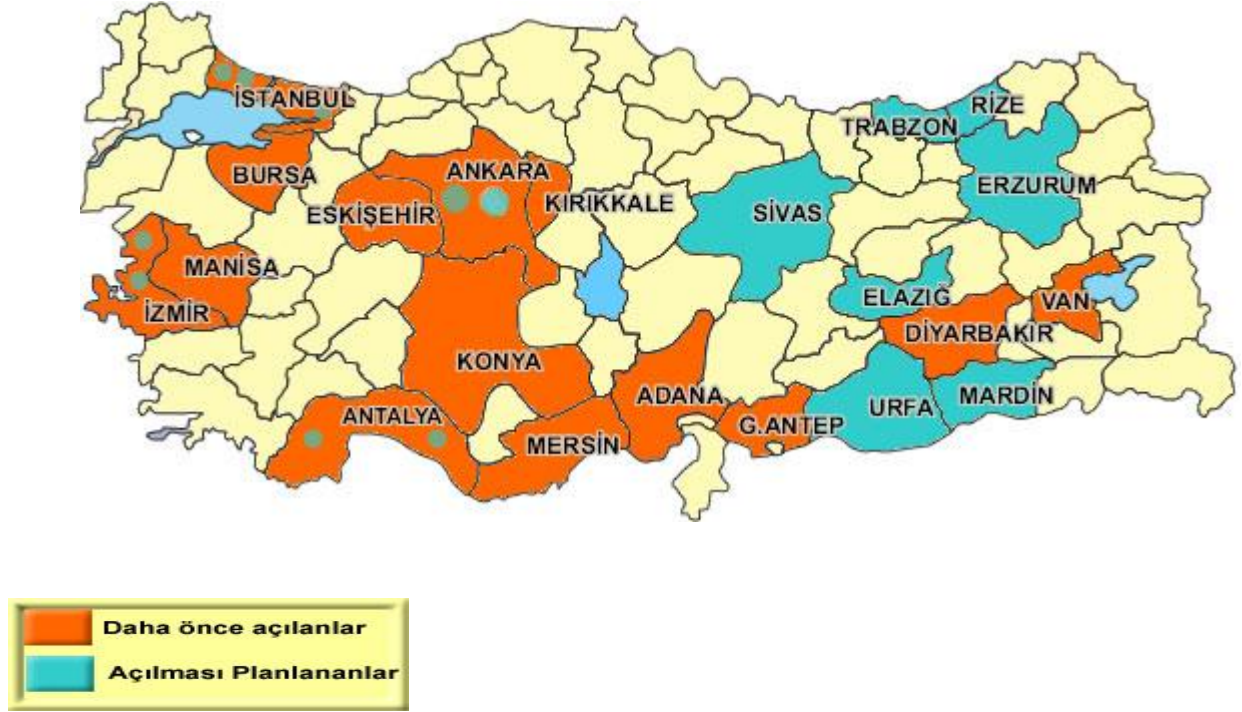 İSTANBUL
RİZE
TRABZON
BURSA
ANKARA
ERZURUM
KIRIKKALE
ESKİŞEHİR
SİVAS
MANİSA
ELAZIĞ
VAN
İZMİR
DİYARBAKIR
KONYA
ADANA
MARDİN
URFA
ANTALYA
G.ANTEP
MERSİN
Daha önce açılanlar
Açılması Planlananlar